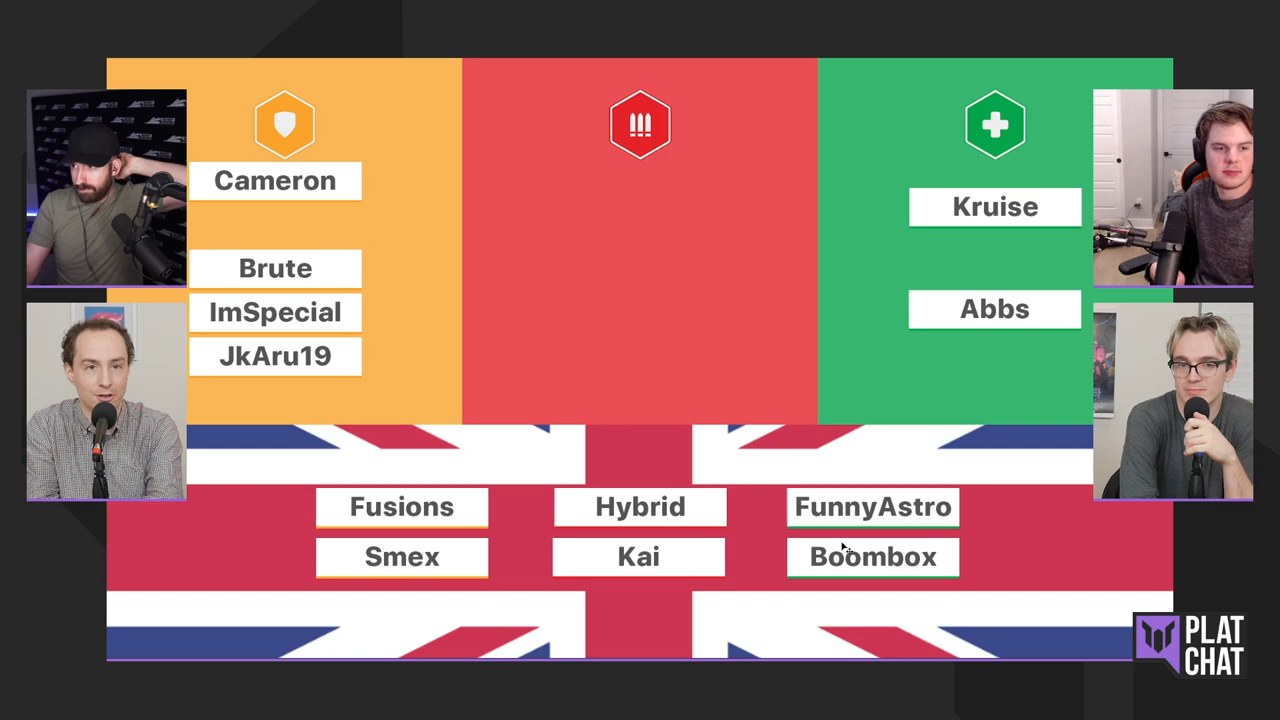 Cameron
Brute
ImSpecial
JkAru19
Kruise
Abbs
Fusions
Hybrid
FunnyAstro
Smex
Kai
Boombox
PLAT
CHAT